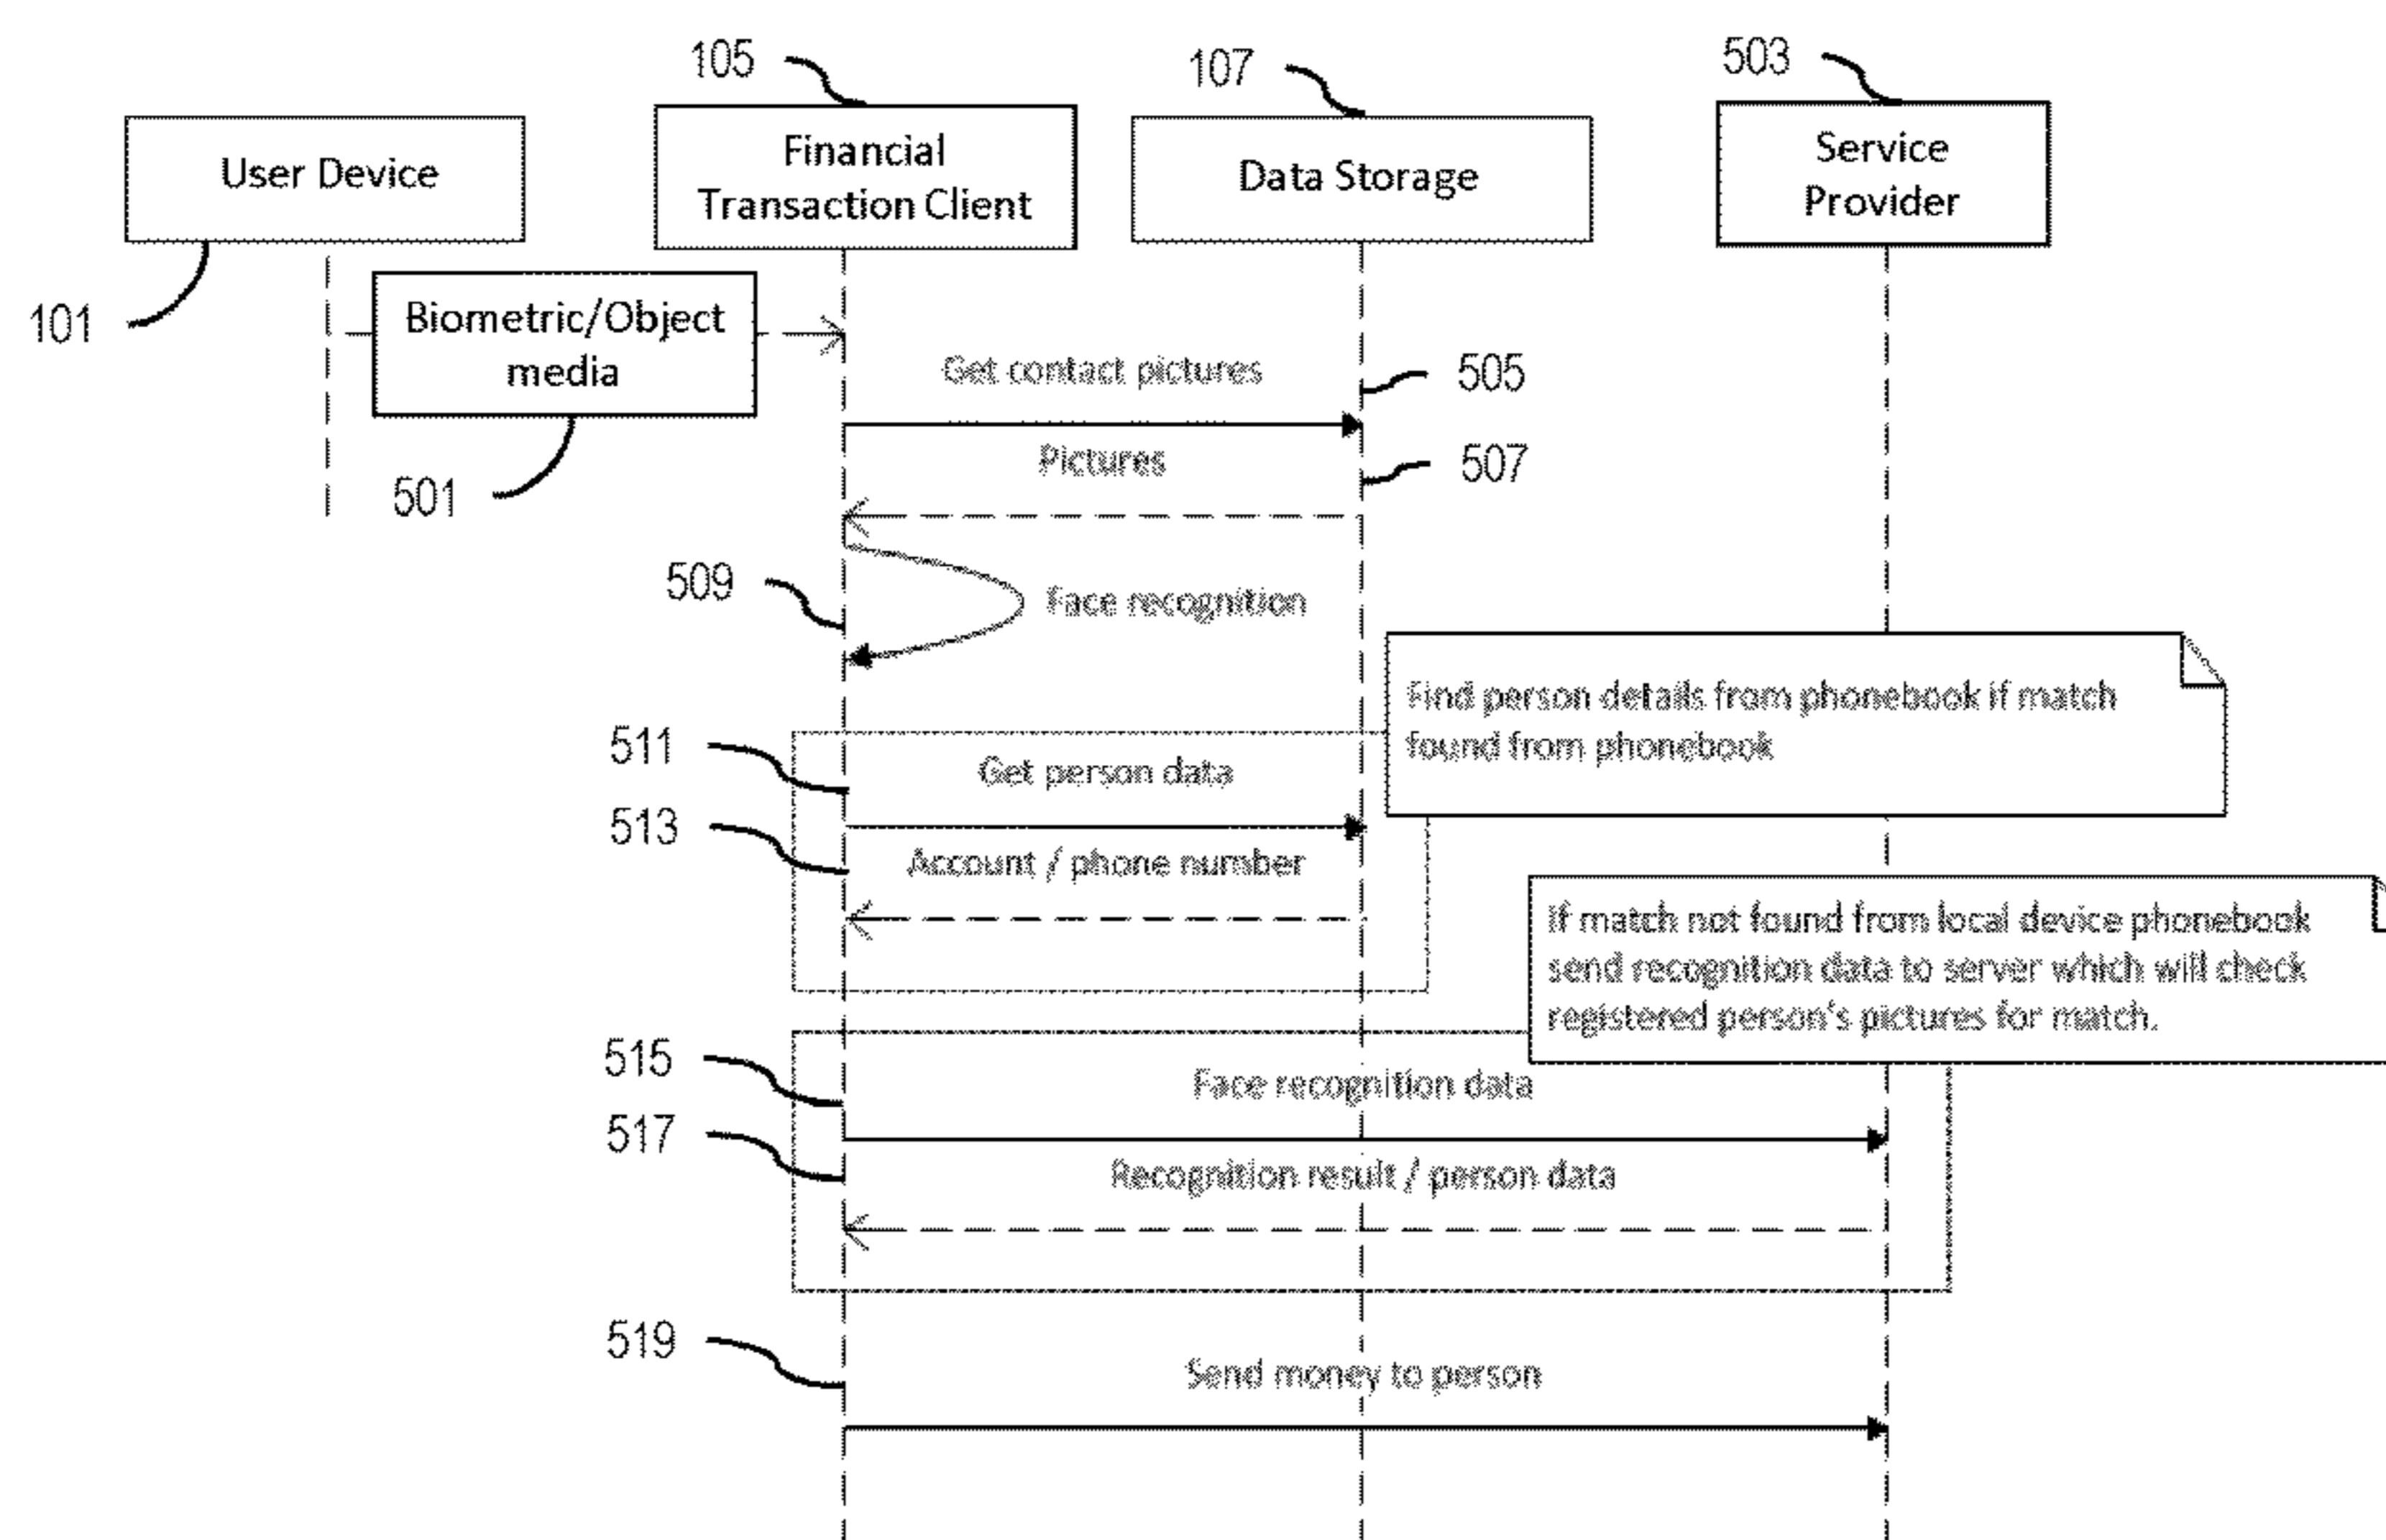 105
107
503
User Device
Financial
Transaction Client
Data Storage
Service
Provider
101
Biometric/Object
media
501
Get contact pictures
505
Pictures
507
509
Face recognition
Find person details from phonebook if match
found from phonebook
511
Get person data
513
Account / phone number
If match not found from local device phonebook
send recognition data to server which will check
registered person's pictures for match.
515
Face recognition data
517
Recognition result / person data
519
Send money to person